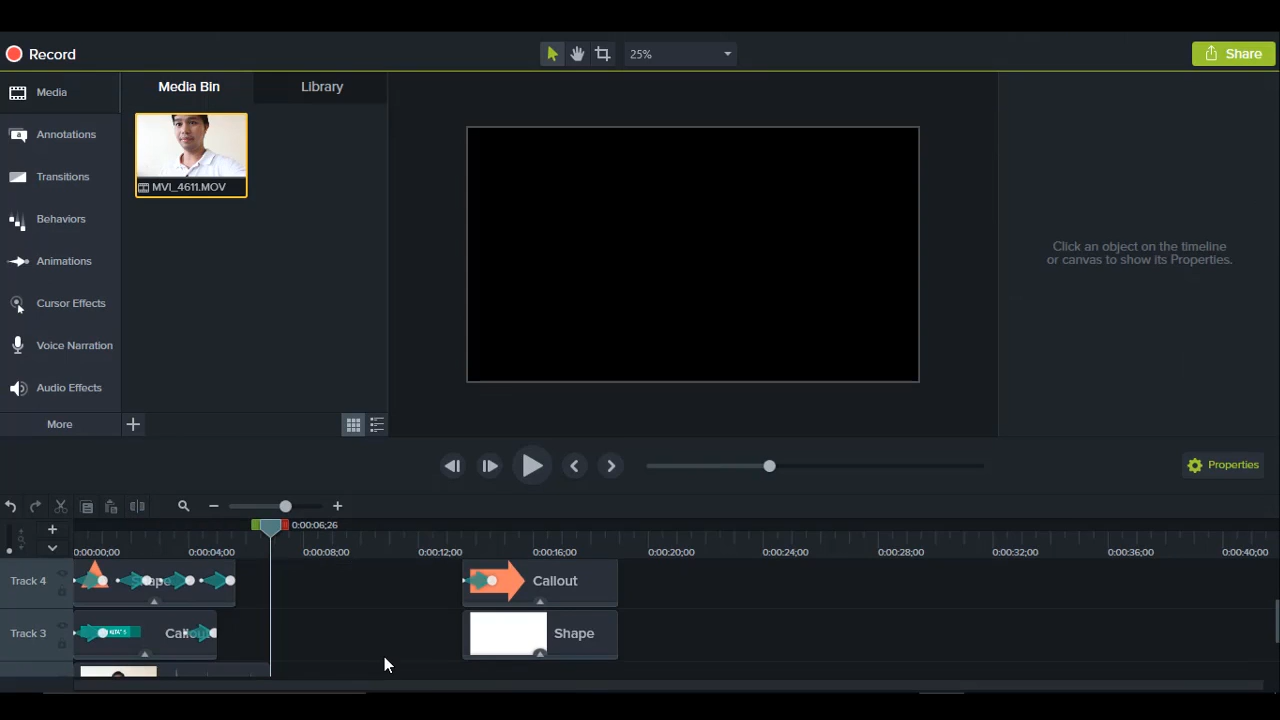 Record
25%
Share
Media
Media Bin
Library
Annotations
MVI_4611.MOV
Transitions
Behaviors
Click an object on the timeline
or canvas to show its Properties.
Animations
Cursor Effects
Voice Narration
Audio Effects
More
Properties
0:00:06;26
0:00:00;00
0:00:04;00
0:00:08;00
0:00:12;00
0:00:16;00
0:00:20;00
0:00:24;00
0:00:28;00
0:00:32;00
0:00:36;00
0:00:40;00
Track 4
Shape
Callout
Track 3
Callout
Shape